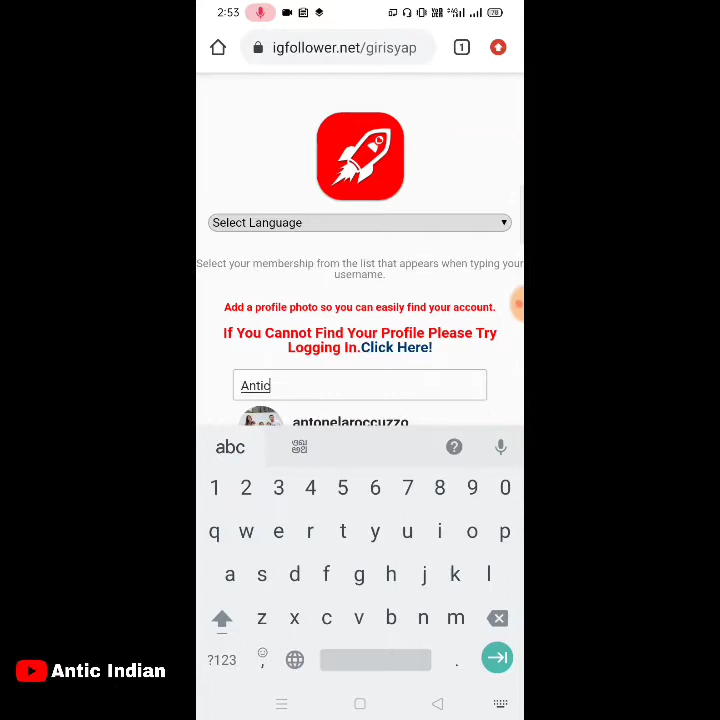 2:53
78
igfollower.net/girisyap
1
Select Language
Select your membership from the list that appears when typing your
username.
Add a profile photo so you can easily find your account.
If You Cannot Find Your Profile Please Try
Logging In.Click Here!
Antic
antonelaroccuzzo
abc
1 2 3 4 5 6 7 8 9 0
q w e r t y u i o p
a s d f g h j k l
z x c v b n m
?123 , .
Antic Indian